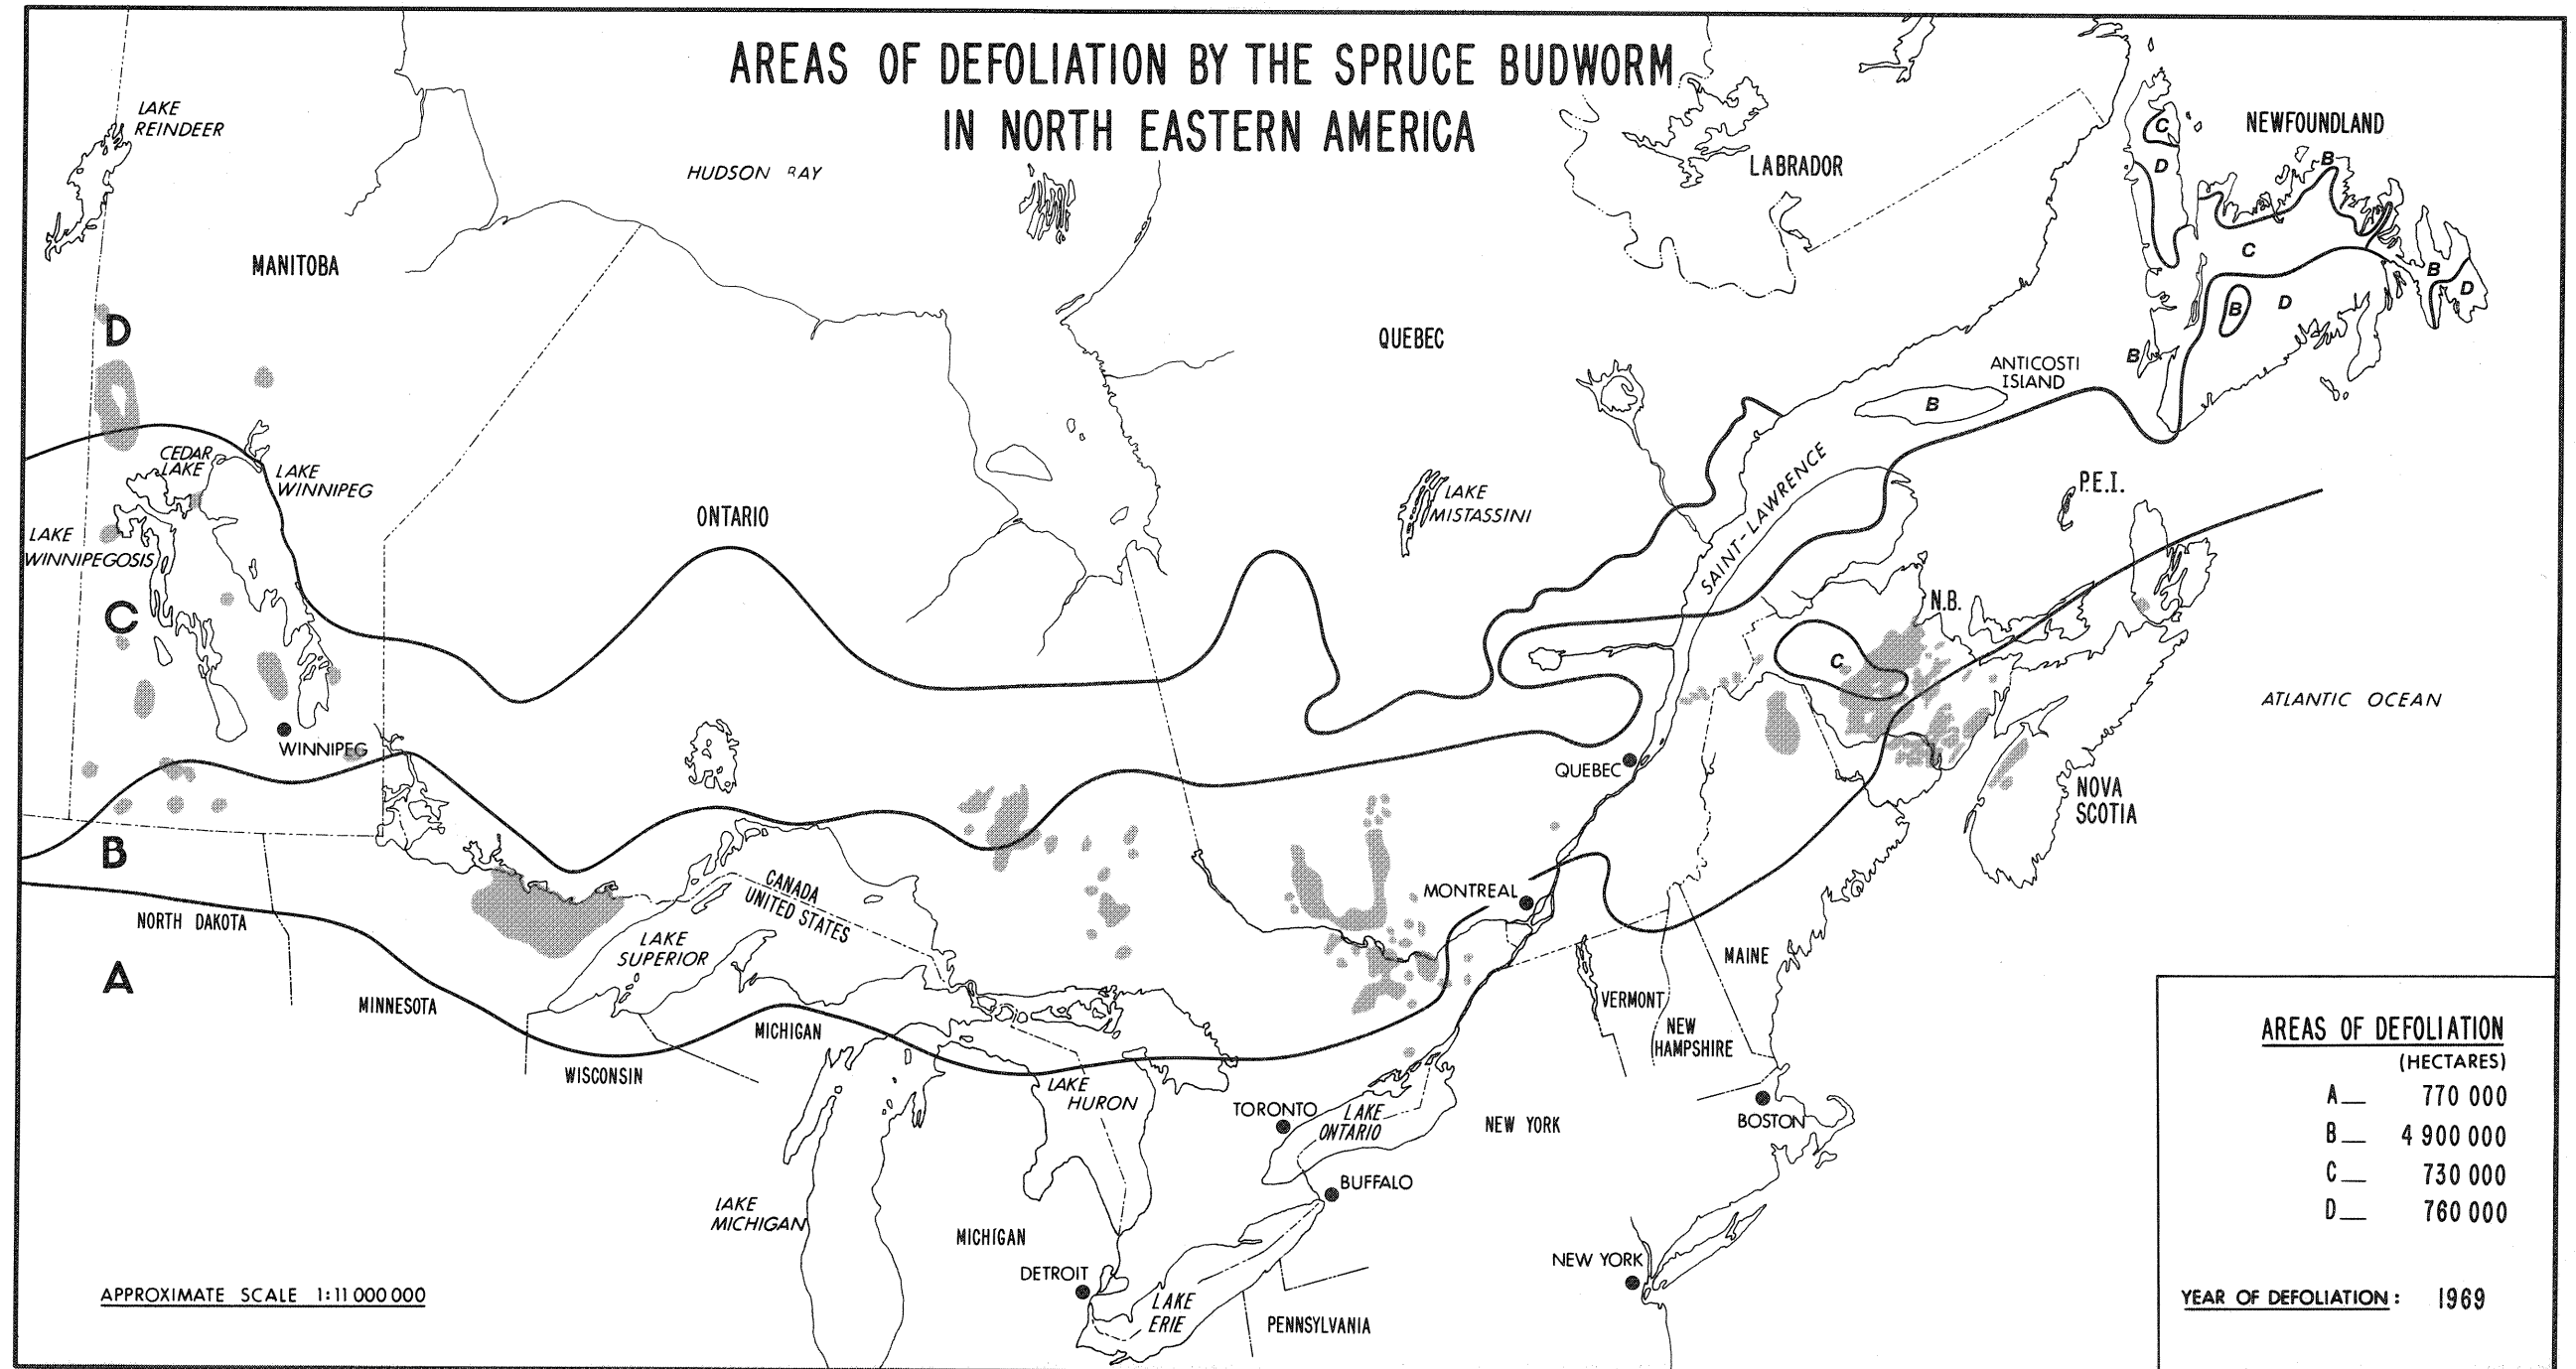 AREAS OF DEFOLIATION BY THE SPRUCE BUDWORM
IN NORTH EASTERN AMERICA
LAKE
REINDEER
HUDSON BAY
MANITOBA
LABRADOR
NEWFOUNDLAND
C
D
B
C
B
D
B
D
B
QUEBEC
ANTICOSTI
ISLAND
B
D
CEDAR
LAKE
LAKE
WINNIPEG
LAKE
WINNIPEGOSIS
ONTARIO
LAKE
MISTASSINI
SAINT-LAWRENCE
P.E.I.
N.B.
C
C
WINNIPEG
QUEBEC
ATLANTIC OCEAN
NOVA
SCOTIA
B
NORTH DAKOTA
A
MINNESOTA
CANADA
UNITED STATES
LAKE
SUPERIOR
MONTREAL
MAINE
VERMONT
NEW
HAMPSHIRE
MICHIGAN
WISCONSIN
LAKE
HURON
TORONTO
LAKE
ONTARIO
NEW YORK
BOSTON
BUFFALO
LAKE
MICHIGAN
MICHIGAN
DETROIT
LAKE
ERIE
PENNSYLVANIA
NEW YORK
APPROXIMATE SCALE 1:11 000 000
AREAS OF DEFOLIATION
(HECTARES)
A— 770 000
B— 4 900 000
C— 730 000
D— 760 000
YEAR OF DEFOLIATION: 1969